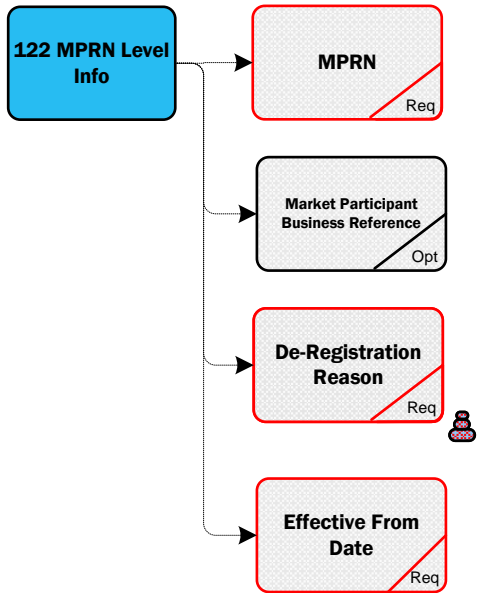 122 MPRN Level
Info
MPRN
Req
Market Participant
Business Reference
Opt
De-Registration
Reason
Req
Effective From
Date
Req